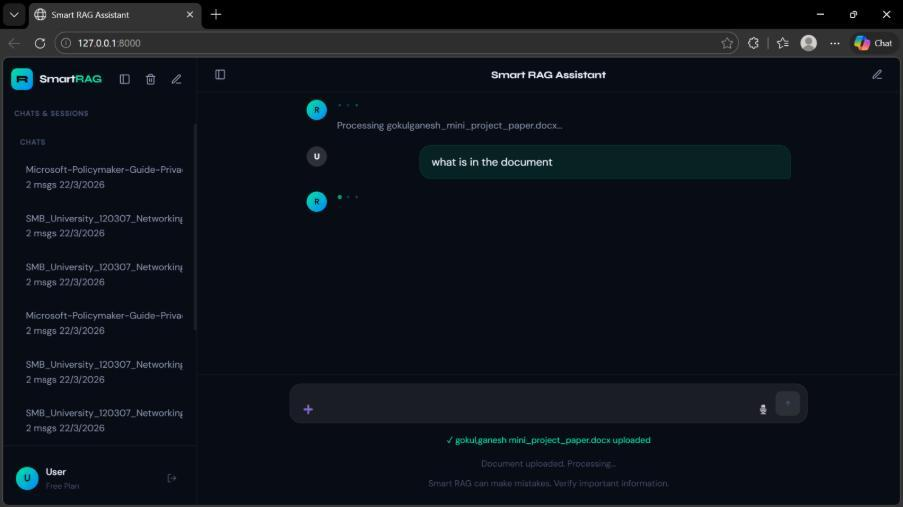 Smart RAG Assistant
127.0.0.1:8000
Chat
R SmartRAG
CHATS & SESSIONS
CHATS
Microsoft-Policymaker-Guide-Priva
2 msgs 22/3/2026
SMB_University_120307_Networking
2 msgs 22/3/2026
SMB_University_120307_Networking
2 msgs 22/3/2026
Microsoft-Policymaker-Guide-Priva
2 msgs 22/3/2026
SMB_University_120307_Networking
2 msgs 22/3/2026
SMB_University_120307_Networking
2 msgs 22/3/2026
U
User
Free Plan
Smart RAG Assistant
R
Processing gokulganesh_mini_project_paper.docx...
U
what is in the document
R
✓ gokulganesh mini_project_paper.docx uploaded
Document uploaded. Processing...
Smart RAG can make mistakes. Verify important information.